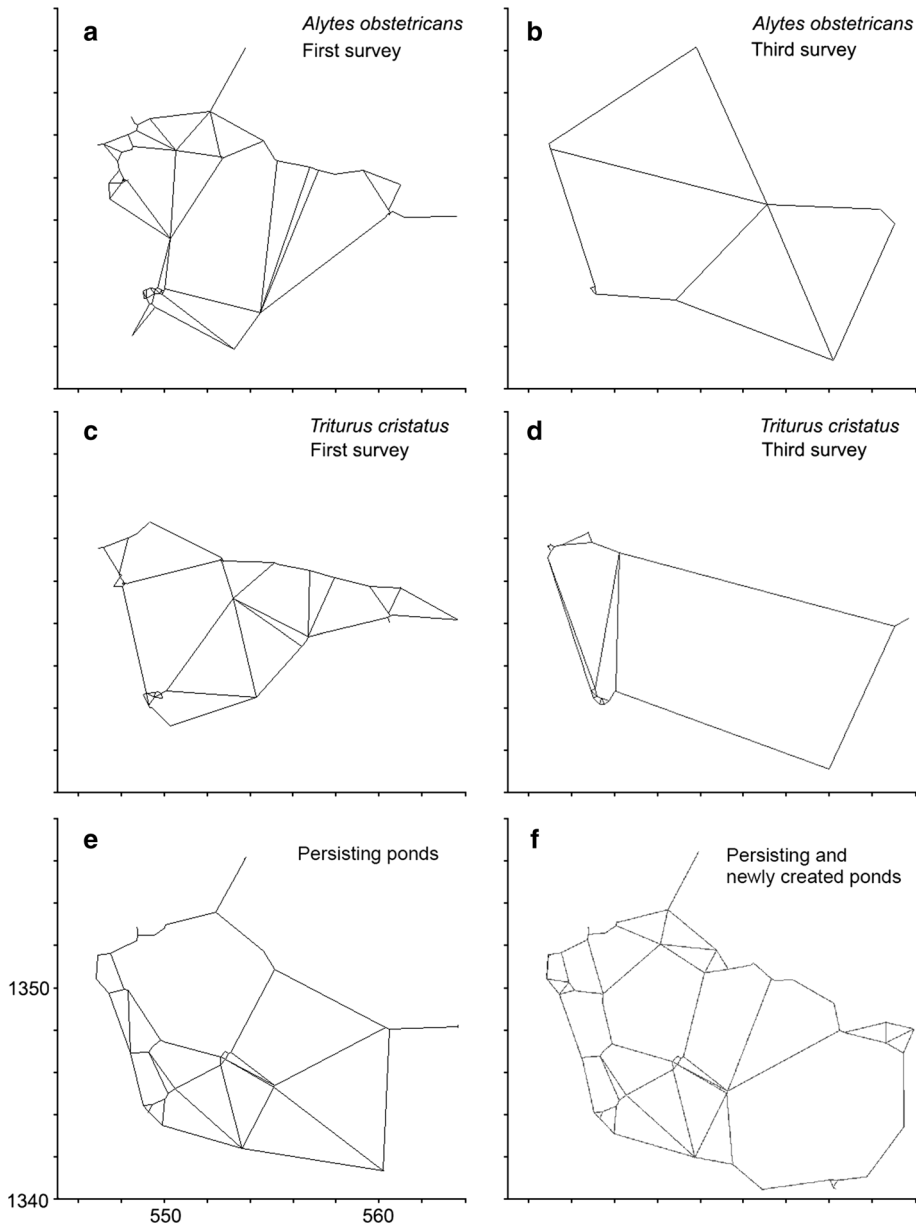 a
Alytes obstetricans
First survey
b
Alytes obstetricans
Third survey
c
Triturus cristatus
First survey
d
Triturus cristatus
Third survey
e
Persisting ponds
f
Persisting and
newly created ponds
1350
1340
550
560